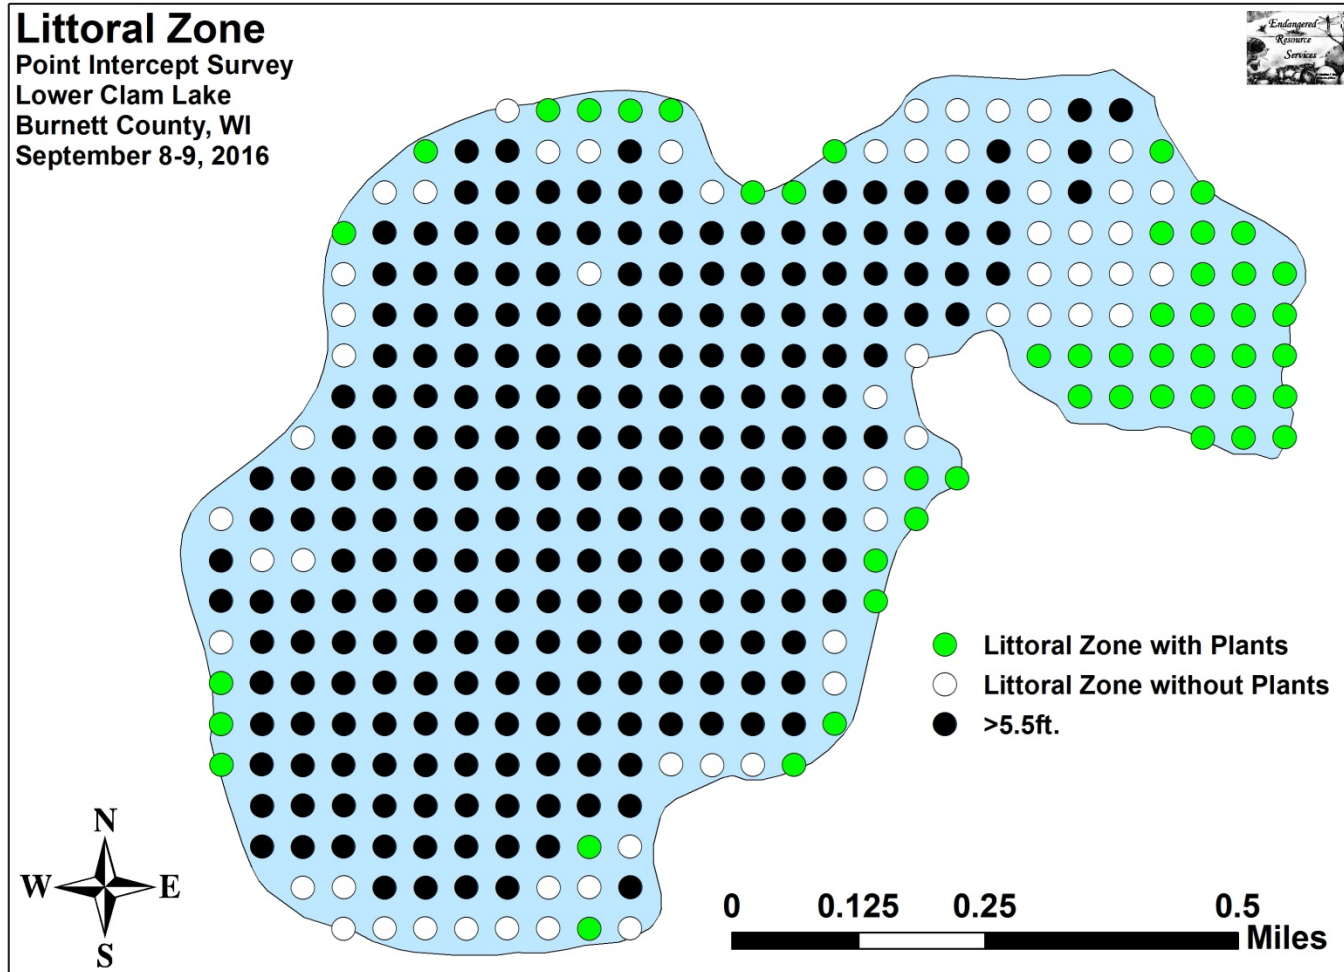 Littoral Zone
Point Intercept Survey
Lower Clam Lake
Burnett County, WI
September 8-9, 2016
Endangered
Resource
Services
Littoral Zone with Plants
Littoral Zone without Plants
>5.5ft.
N
W E
S
0 0.125 0.25 0.5
Miles